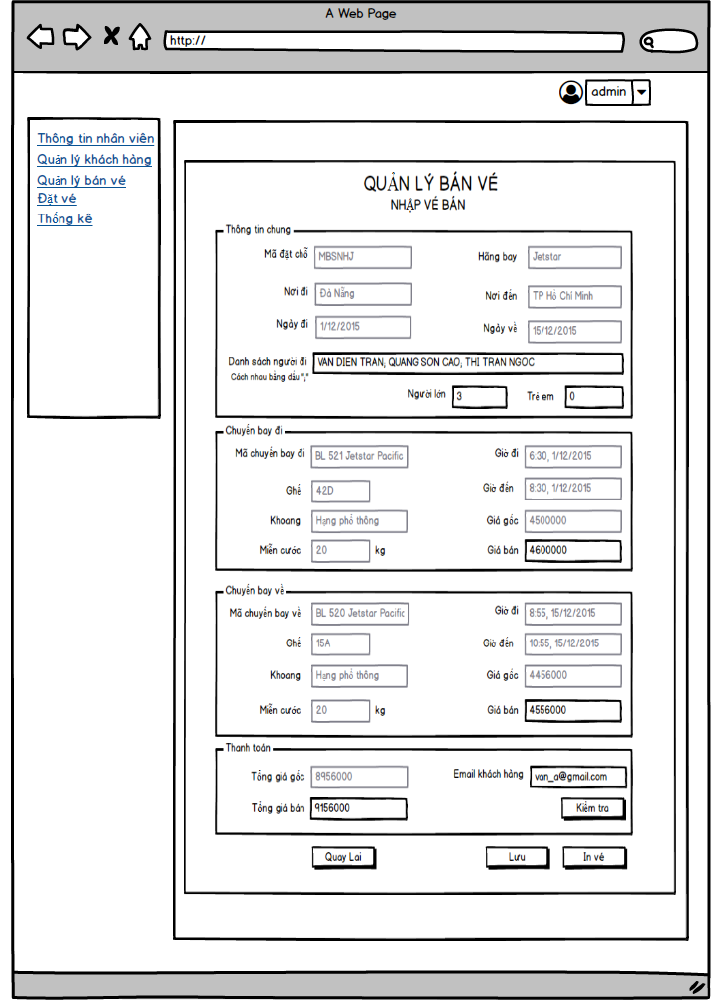 A Web Page
http://
admin
Thông tin nhân viên
Quản lý khách hàng
Quản lý bán vé
Đặt vé
Thống kê
QUẢN LÝ BÁN VÉ
NHẬP VÉ BÁN
Thông tin chung
Mã đặt chỗ MBSNHJ Hãng bay Jetstar
Nơi đi Đà Nẵng Nơi đến TP Hồ Chí Minh
Ngày đi 1/12/2015 Ngày về 15/12/2015
Danh sách người đi VAN DIEN TRAN; QUANG SON CAO; THI TRAN NGOC
Cách nhau bằng dấu ","
Người lớn 3 Trẻ em 0
Chuyến bay đi
Mã chuyến bay đi BL 521 Jetstar Pacific Giờ đi 6:30, 1/12/2015
Ghế 42D Giờ đến 8:30, 1/12/2015
Khoang Hạng phổ thông Giá gốc 4500000
Miễn cước 20 kg Giá bán 4600000
Chuyến bay về
Mã chuyến bay về BL 520 Jetstar Pacific Giờ đi 8:55, 15/12/2015
Ghế 15A Giờ đến 10:55, 15/12/2015
Khoang Hạng phổ thông Giá gốc 4456000
Miễn cước 20 kg Giá bán 4556000
Thanh toán
Tổng giá gốc 8956000 Email khách hàng van_a@gmail.com
Tổng giá bán 9156000 Kiểm tra
Quay Lại Lưu In vé